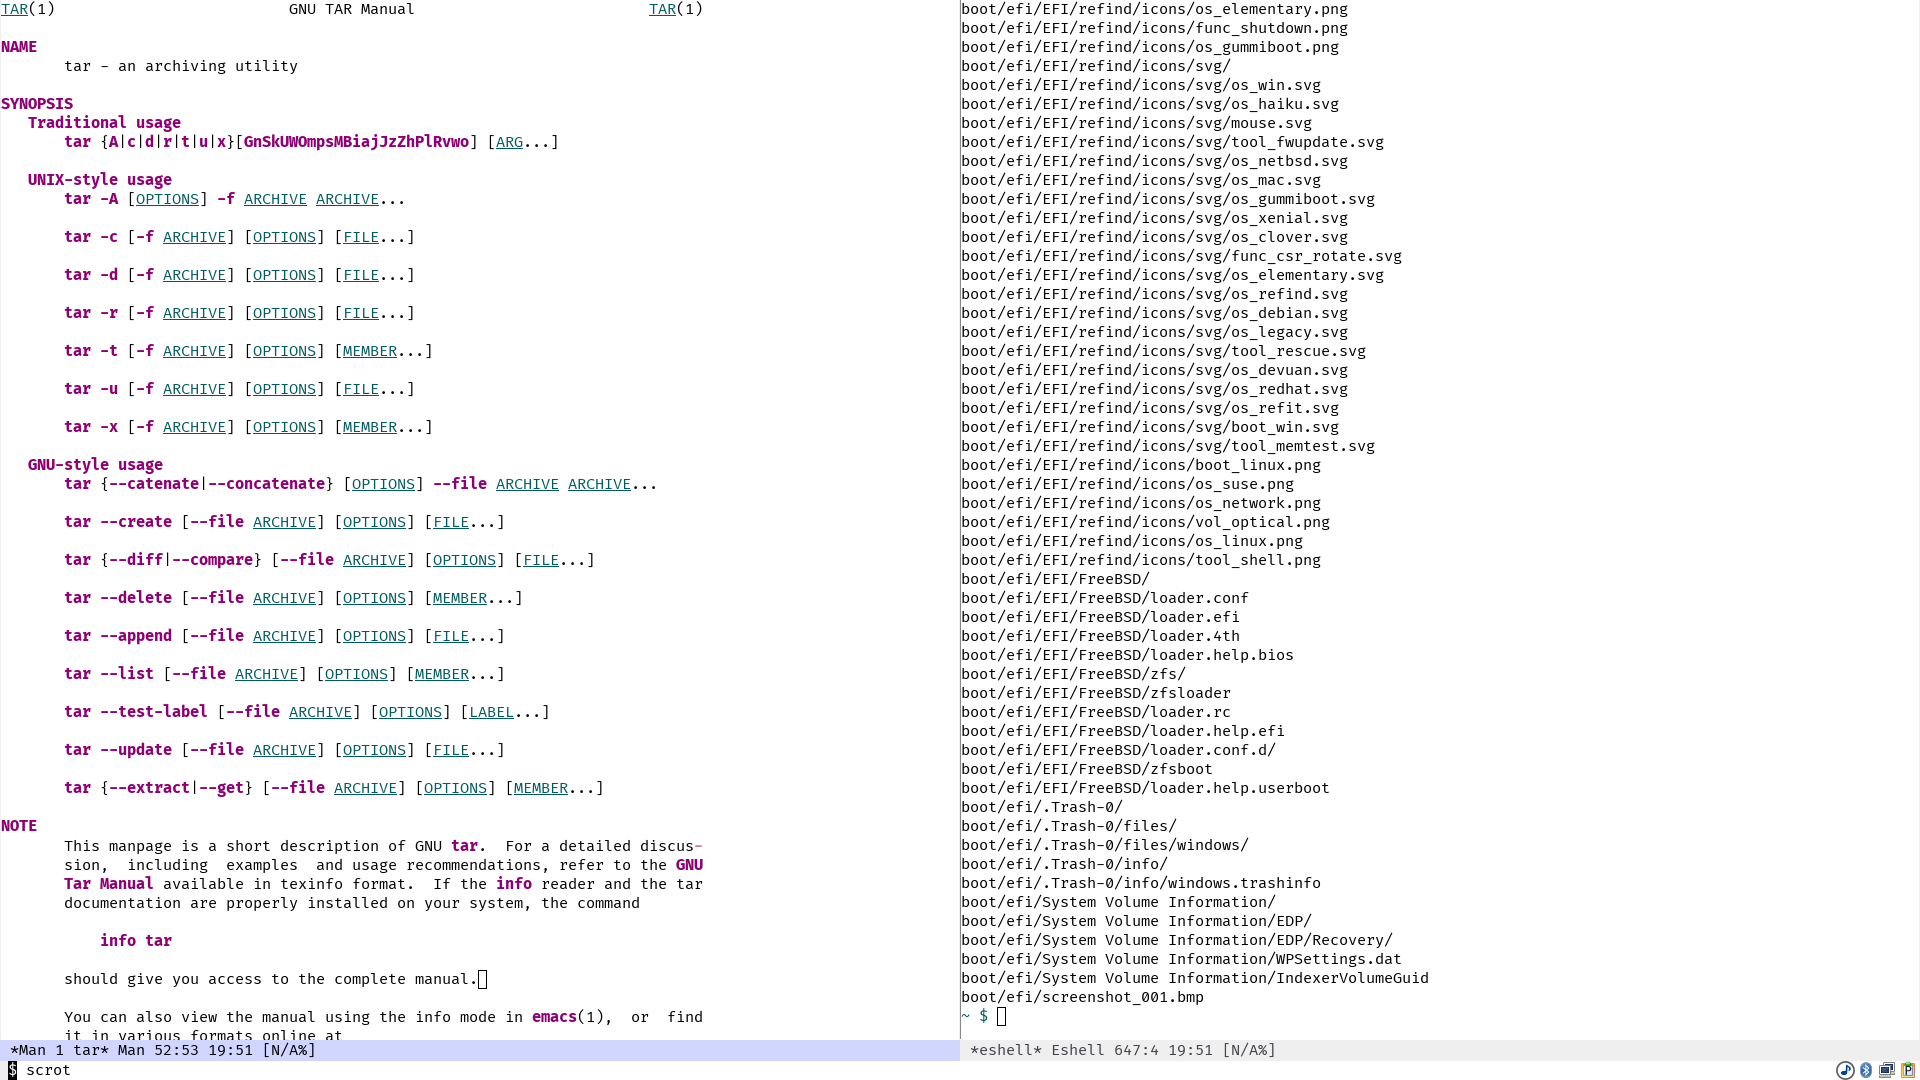 TAR(1)                          GNU TAR Manual                          TAR(1)
NAME
tar - an archiving utility
SYNOPSIS
Traditional usage
tar {A|c|d|r|t|u|x}[GnSkUWOmpsMBiajJzZhPlRvwo] [ARG...]
UNIX-style usage
tar -A [OPTIONS] -f ARCHIVE ARCHIVE...
tar -c [-f ARCHIVE] [OPTIONS] [FILE...]
tar -d [-f ARCHIVE] [OPTIONS] [FILE...]
tar -r [-f ARCHIVE] [OPTIONS] [FILE...]
tar -t [-f ARCHIVE] [OPTIONS] [MEMBER...]
tar -u [-f ARCHIVE] [OPTIONS] [FILE...]
tar -x [-f ARCHIVE] [OPTIONS] [MEMBER...]
GNU-style usage
tar {--catenate|--concatenate} [OPTIONS] --file ARCHIVE ARCHIVE...
tar --create [--file ARCHIVE] [OPTIONS] [FILE...]
tar {--diff|--compare} [--file ARCHIVE] [OPTIONS] [FILE...]
tar --delete [--file ARCHIVE] [OPTIONS] [MEMBER...]
tar --append [--file ARCHIVE] [OPTIONS] [FILE...]
tar --list [--file ARCHIVE] [OPTIONS] [MEMBER...]
tar --test-label [--file ARCHIVE] [OPTIONS] [LABEL...]
tar --update [--file ARCHIVE] [OPTIONS] [FILE...]
tar {--extract|--get} [--file ARCHIVE] [OPTIONS] [MEMBER...]
NOTE
This manpage is a short description of GNU tar.  For a detailed discus-
sion,  including  examples  and usage recommendations, refer to the GNU
Tar Manual available in texinfo format.  If the info reader and the tar
documentation are properly installed on your system, the command
info tar
should give you access to the complete manual.
You can also view the manual using the info mode in emacs(1),  or  find
it in various formats online at
*Man 1 tar* Man 52:53 19:51 [N/A%]
boot/efi/EFI/refind/icons/os_elementary.png
boot/efi/EFI/refind/icons/func_shutdown.png
boot/efi/EFI/refind/icons/os_gummiboot.png
boot/efi/EFI/refind/icons/svg/
boot/efi/EFI/refind/icons/svg/os_win.svg
boot/efi/EFI/refind/icons/svg/os_haiku.svg
boot/efi/EFI/refind/icons/svg/mouse.svg
boot/efi/EFI/refind/icons/svg/tool_fwupdate.svg
boot/efi/EFI/refind/icons/svg/os_netbsd.svg
boot/efi/EFI/refind/icons/svg/os_mac.svg
boot/efi/EFI/refind/icons/svg/os_gummiboot.svg
boot/efi/EFI/refind/icons/svg/os_xenial.svg
boot/efi/EFI/refind/icons/svg/os_clover.svg
boot/efi/EFI/refind/icons/svg/func_csr_rotate.svg
boot/efi/EFI/refind/icons/svg/os_elementary.svg
boot/efi/EFI/refind/icons/svg/os_refind.svg
boot/efi/EFI/refind/icons/svg/os_debian.svg
boot/efi/EFI/refind/icons/svg/os_legacy.svg
boot/efi/EFI/refind/icons/svg/tool_rescue.svg
boot/efi/EFI/refind/icons/svg/os_devuan.svg
boot/efi/EFI/refind/icons/svg/os_redhat.svg
boot/efi/EFI/refind/icons/svg/os_refit.svg
boot/efi/EFI/refind/icons/svg/boot_win.svg
boot/efi/EFI/refind/icons/svg/tool_memtest.svg
boot/efi/EFI/refind/icons/boot_linux.png
boot/efi/EFI/refind/icons/os_suse.png
boot/efi/EFI/refind/icons/os_network.png
boot/efi/EFI/refind/icons/vol_optical.png
boot/efi/EFI/refind/icons/os_linux.png
boot/efi/EFI/refind/icons/tool_shell.png
boot/efi/EFI/FreeBSD/
boot/efi/EFI/FreeBSD/loader.conf
boot/efi/EFI/FreeBSD/loader.efi
boot/efi/EFI/FreeBSD/loader.4th
boot/efi/EFI/FreeBSD/loader.help.bios
boot/efi/EFI/FreeBSD/zfs/
boot/efi/EFI/FreeBSD/zfsloader
boot/efi/EFI/FreeBSD/loader.rc
boot/efi/EFI/FreeBSD/loader.help.efi
boot/efi/EFI/FreeBSD/loader.conf.d/
boot/efi/EFI/FreeBSD/zfsboot
boot/efi/EFI/FreeBSD/loader.help.userboot
boot/efi/.Trash-0/
boot/efi/.Trash-0/files/
boot/efi/.Trash-0/files/windows/
boot/efi/.Trash-0/info/
boot/efi/.Trash-0/info/windows.trashinfo
boot/efi/System Volume Information/
boot/efi/System Volume Information/EDP/
boot/efi/System Volume Information/EDP/Recovery/
boot/efi/System Volume Information/WPSettings.dat
boot/efi/System Volume Information/IndexerVolumeGuid
boot/efi/screenshot_001.bmp
~ $
*eshell* Eshell 647:4 19:51 [N/A%]
$ scrot